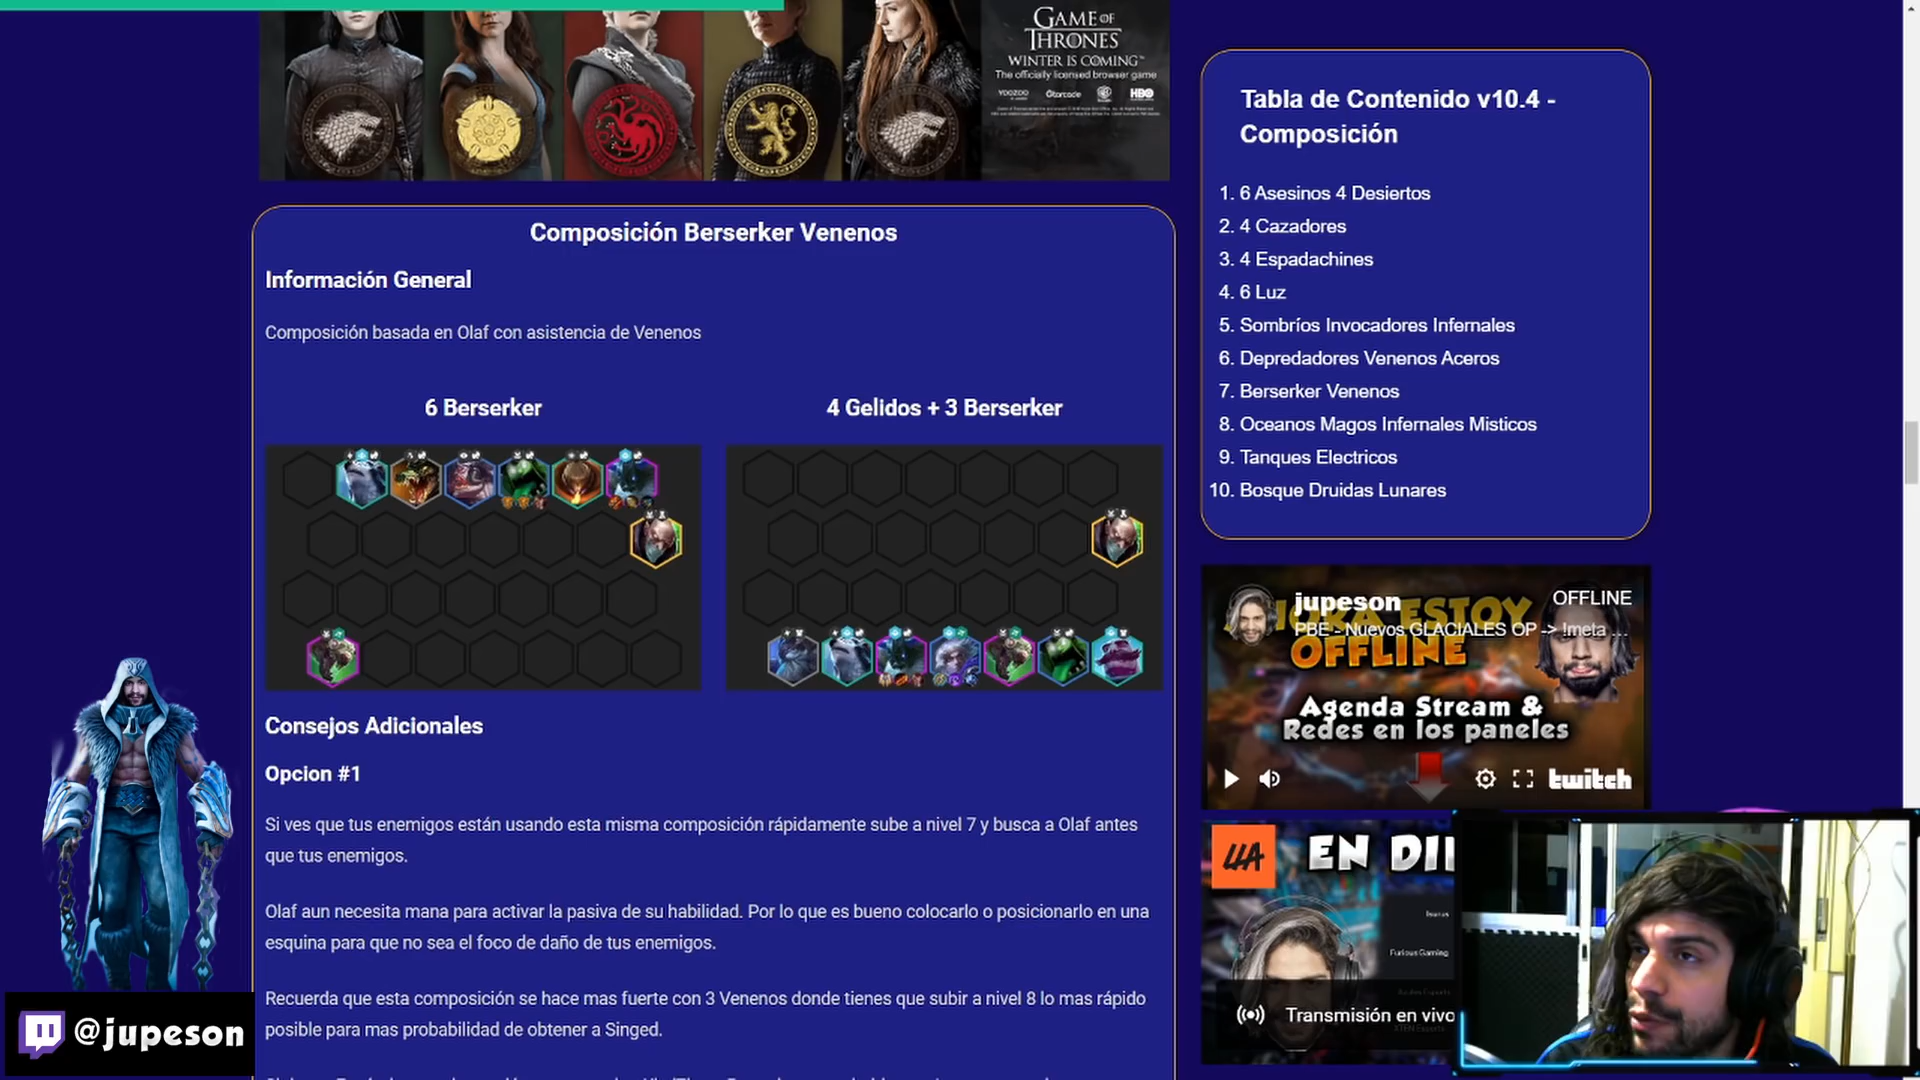 GAME OF
THRONES
WINTER IS COMING
The officially licensed browser game
YOOZOO
HBO
Composición Berserker Venenos
Información General
Composición basada en Olaf con asistencia de Venenos
6 Berserker
4 Gelidos + 3 Berserker
Consejos Adicionales
Opcion #1
Si ves que tus enemigos están usando esta misma composición rápidamente sube a nivel 7 y busca a Olaf antes
que tus enemigos.
Olaf aun necesita mana para activar la pasiva de su habilidad. Por lo que es bueno colocarlo o posicionarlo en una
esquina para que no sea el foco de daño de tus enemigos.
Recuerda que esta composición se hace mas fuerte con 3 Venenos donde tienes que subir a nivel 8 lo mas rápido
posible para mas probabilidad de obtener a Singed.
Tabla de Contenido v10.4 -
Composición
1. 6 Asesinos 4 Desiertos
2. 4 Cazadores
3. 4 Espadachines
4. 6 Luz
5. Sombríos Invocadores Infernales
6. Depredadores Venenos Aceros
7. Berserker Venenos
8. Oceanos Magos Infernales Misticos
9. Tanques Electricos
10. Bosque Druidas Lunares
jupeson
OFFLINE
PBE - Nuevos GLACIALES OP -> !meta ...
ESTOY
OFFLINE
Agenda Stream &
Redes en los paneles
twitch
LLA
EN DI
Isurus
Furious Gaming
XTEN Esports
Transmisión en vivo
@jupeson